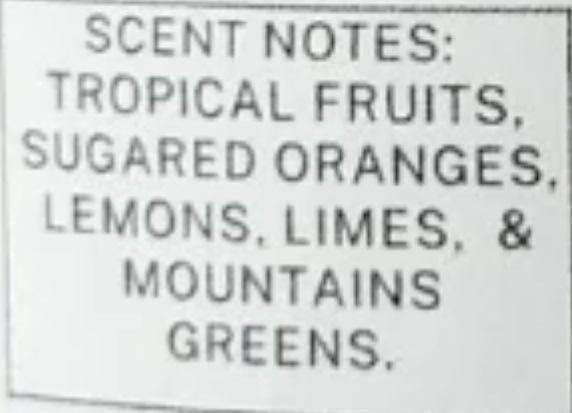 SCENT NOTES:
TROPICAL FRUITS,
SUGARED ORANGES,
LEMONS, LIMES, &
MOUNTAINS
GREENS.